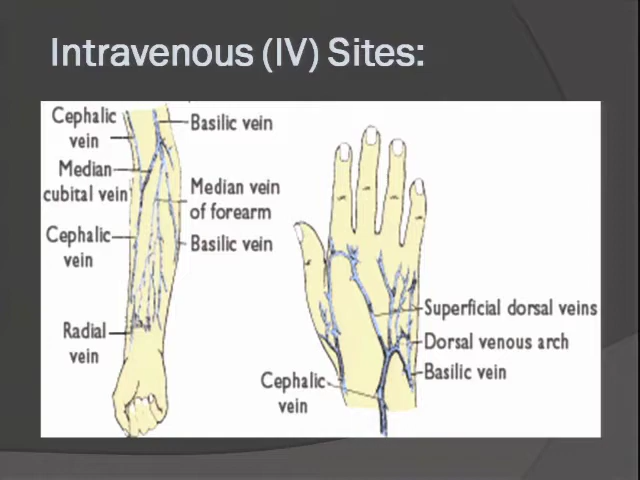 Intravenous (IV) Sites:
Cephalic
vein
Basilic vein
Median
cubital vein
Median vein
of forearm
Cephalic
vein
Basilic vein
Radial
vein
Superficial dorsal veins
Dorsal venous arch
Basilic vein
Cephalic
vein